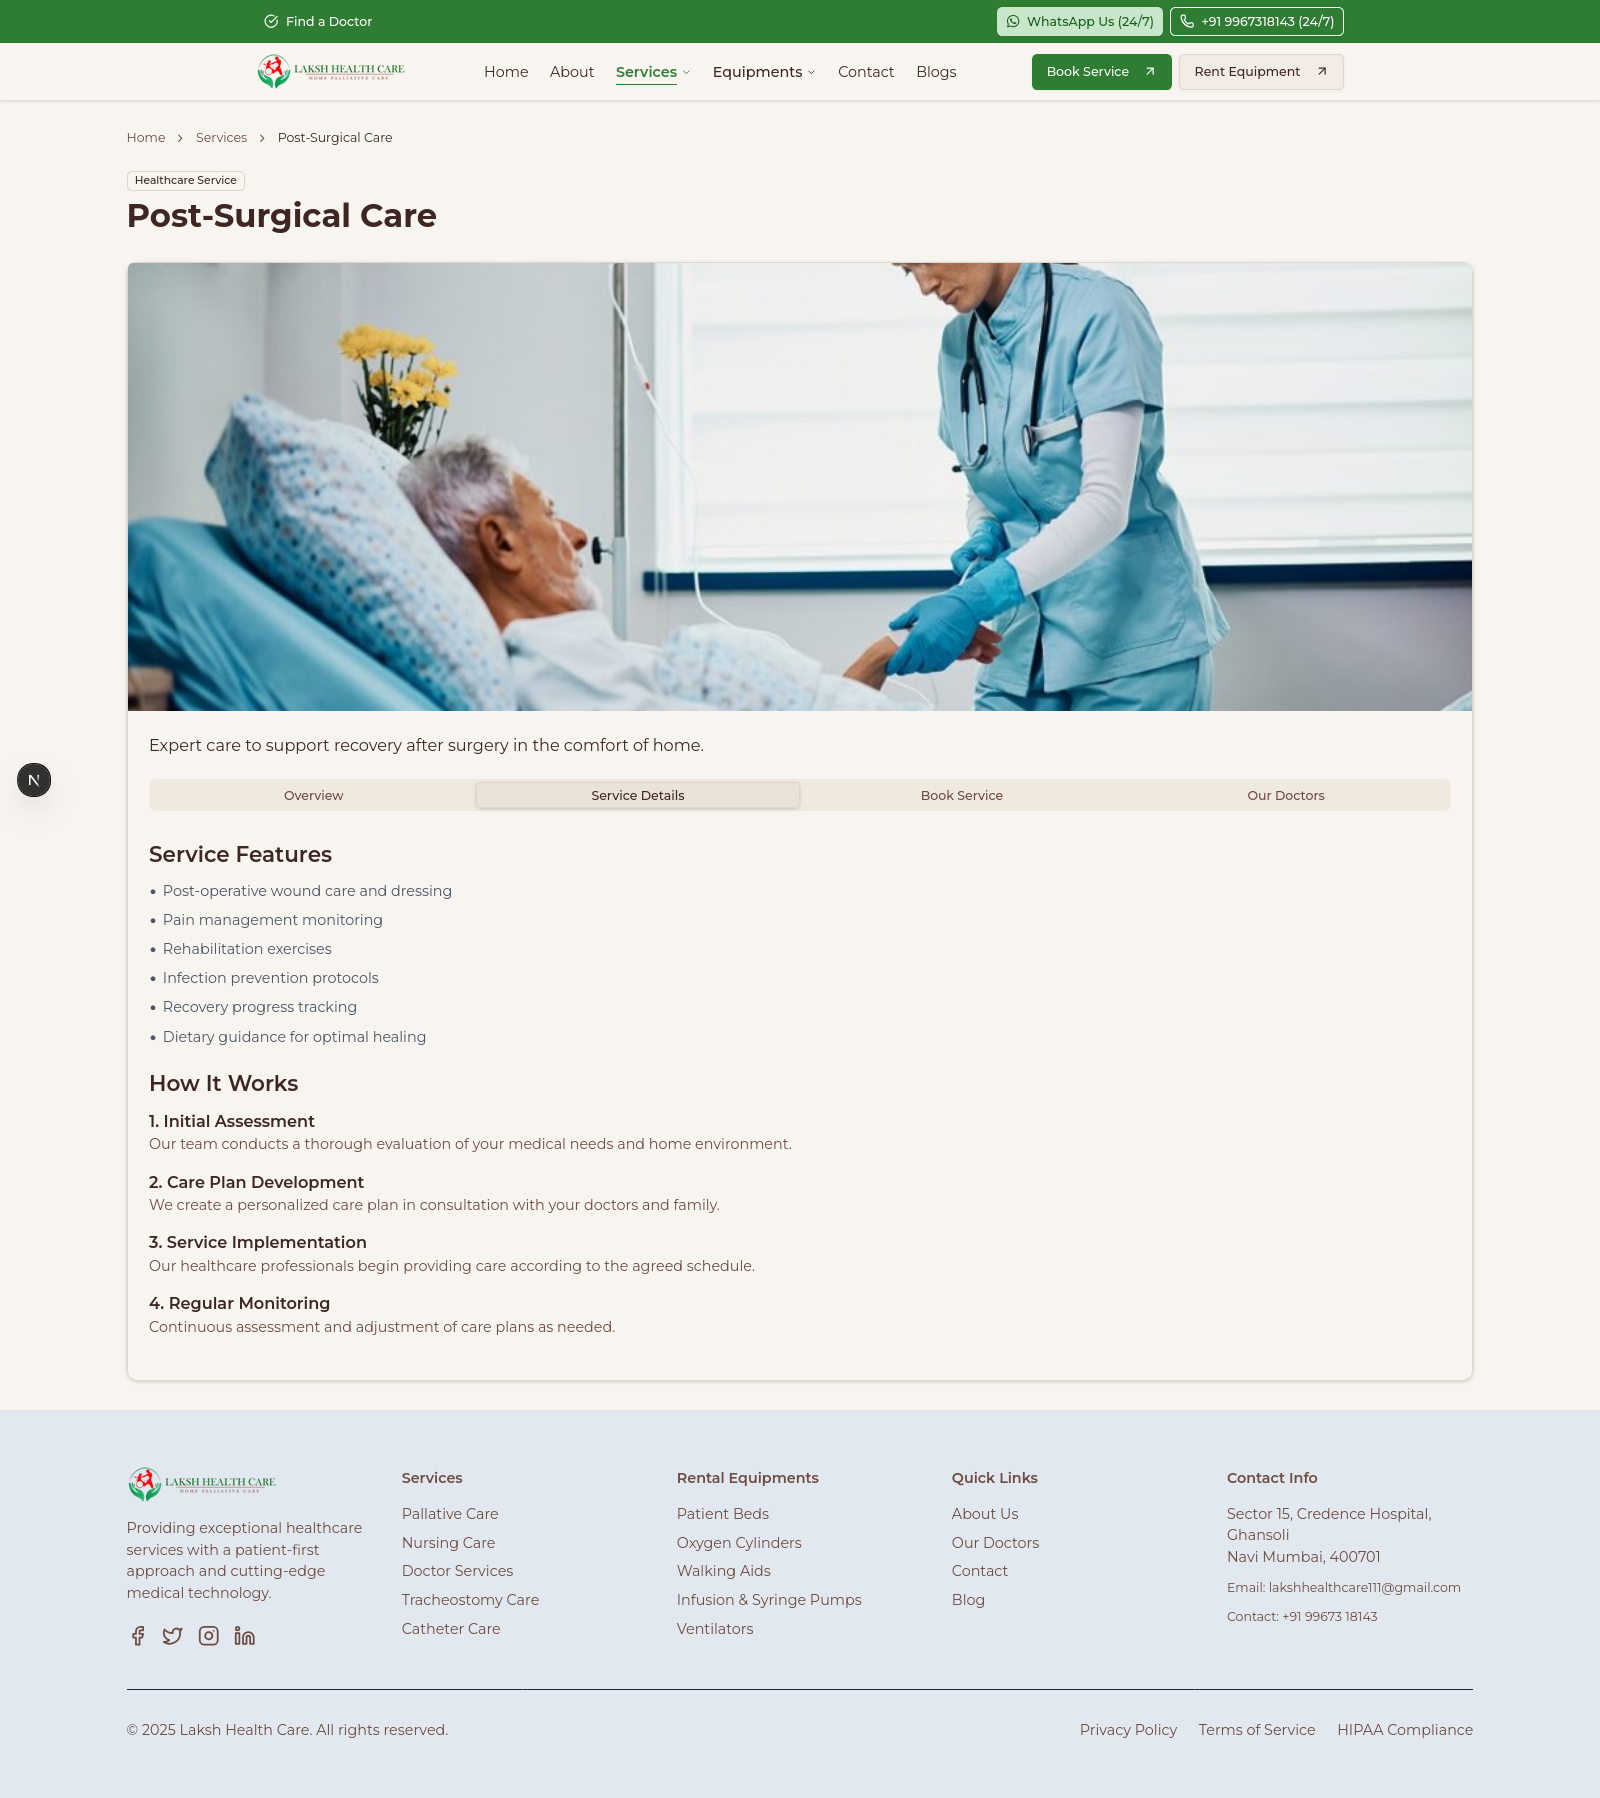 Find a Doctor
WhatsApp Us (24/7)
+91 9967318143 (24/7)
LAKSH HEALTH CARE
HOME PALLIATIVE CARE
Home
About
Services
Equipments
Contact
Blogs
Book Service
Rent Equipment
Home > Services > Post-Surgical Care
Healthcare Service
Post-Surgical Care
Expert care to support recovery after surgery in the comfort of home.
Overview
Service Details
Book Service
Our Doctors
Service Features
• Post-operative wound care and dressing
• Pain management monitoring
• Rehabilitation exercises
• Infection prevention protocols
• Recovery progress tracking
• Dietary guidance for optimal healing
How It Works
1. Initial Assessment
Our team conducts a thorough evaluation of your medical needs and home environment.
2. Care Plan Development
We create a personalized care plan in consultation with your doctors and family.
3. Service Implementation
Our healthcare professionals begin providing care according to the agreed schedule.
4. Regular Monitoring
Continuous assessment and adjustment of care plans as needed.
N
LAKSH HEALTH CARE
HOME PALLIATIVE CARE
Providing exceptional healthcare
services with a patient-first
approach and cutting-edge
medical technology.
Services
Pallative Care
Nursing Care
Doctor Services
Tracheostomy Care
Catheter Care
Rental Equipments
Patient Beds
Oxygen Cylinders
Walking Aids
Infusion & Syringe Pumps
Ventilators
Quick Links
About Us
Our Doctors
Contact
Blog
Contact Info
Sector 15, Credence Hospital,
Ghansoli
Navi Mumbai, 400701
Email: lakshhealthcare111@gmail.com
Contact: +91 99673 18143
© 2025 Laksh Health Care. All rights reserved.
Privacy Policy
Terms of Service
HIPAA Compliance